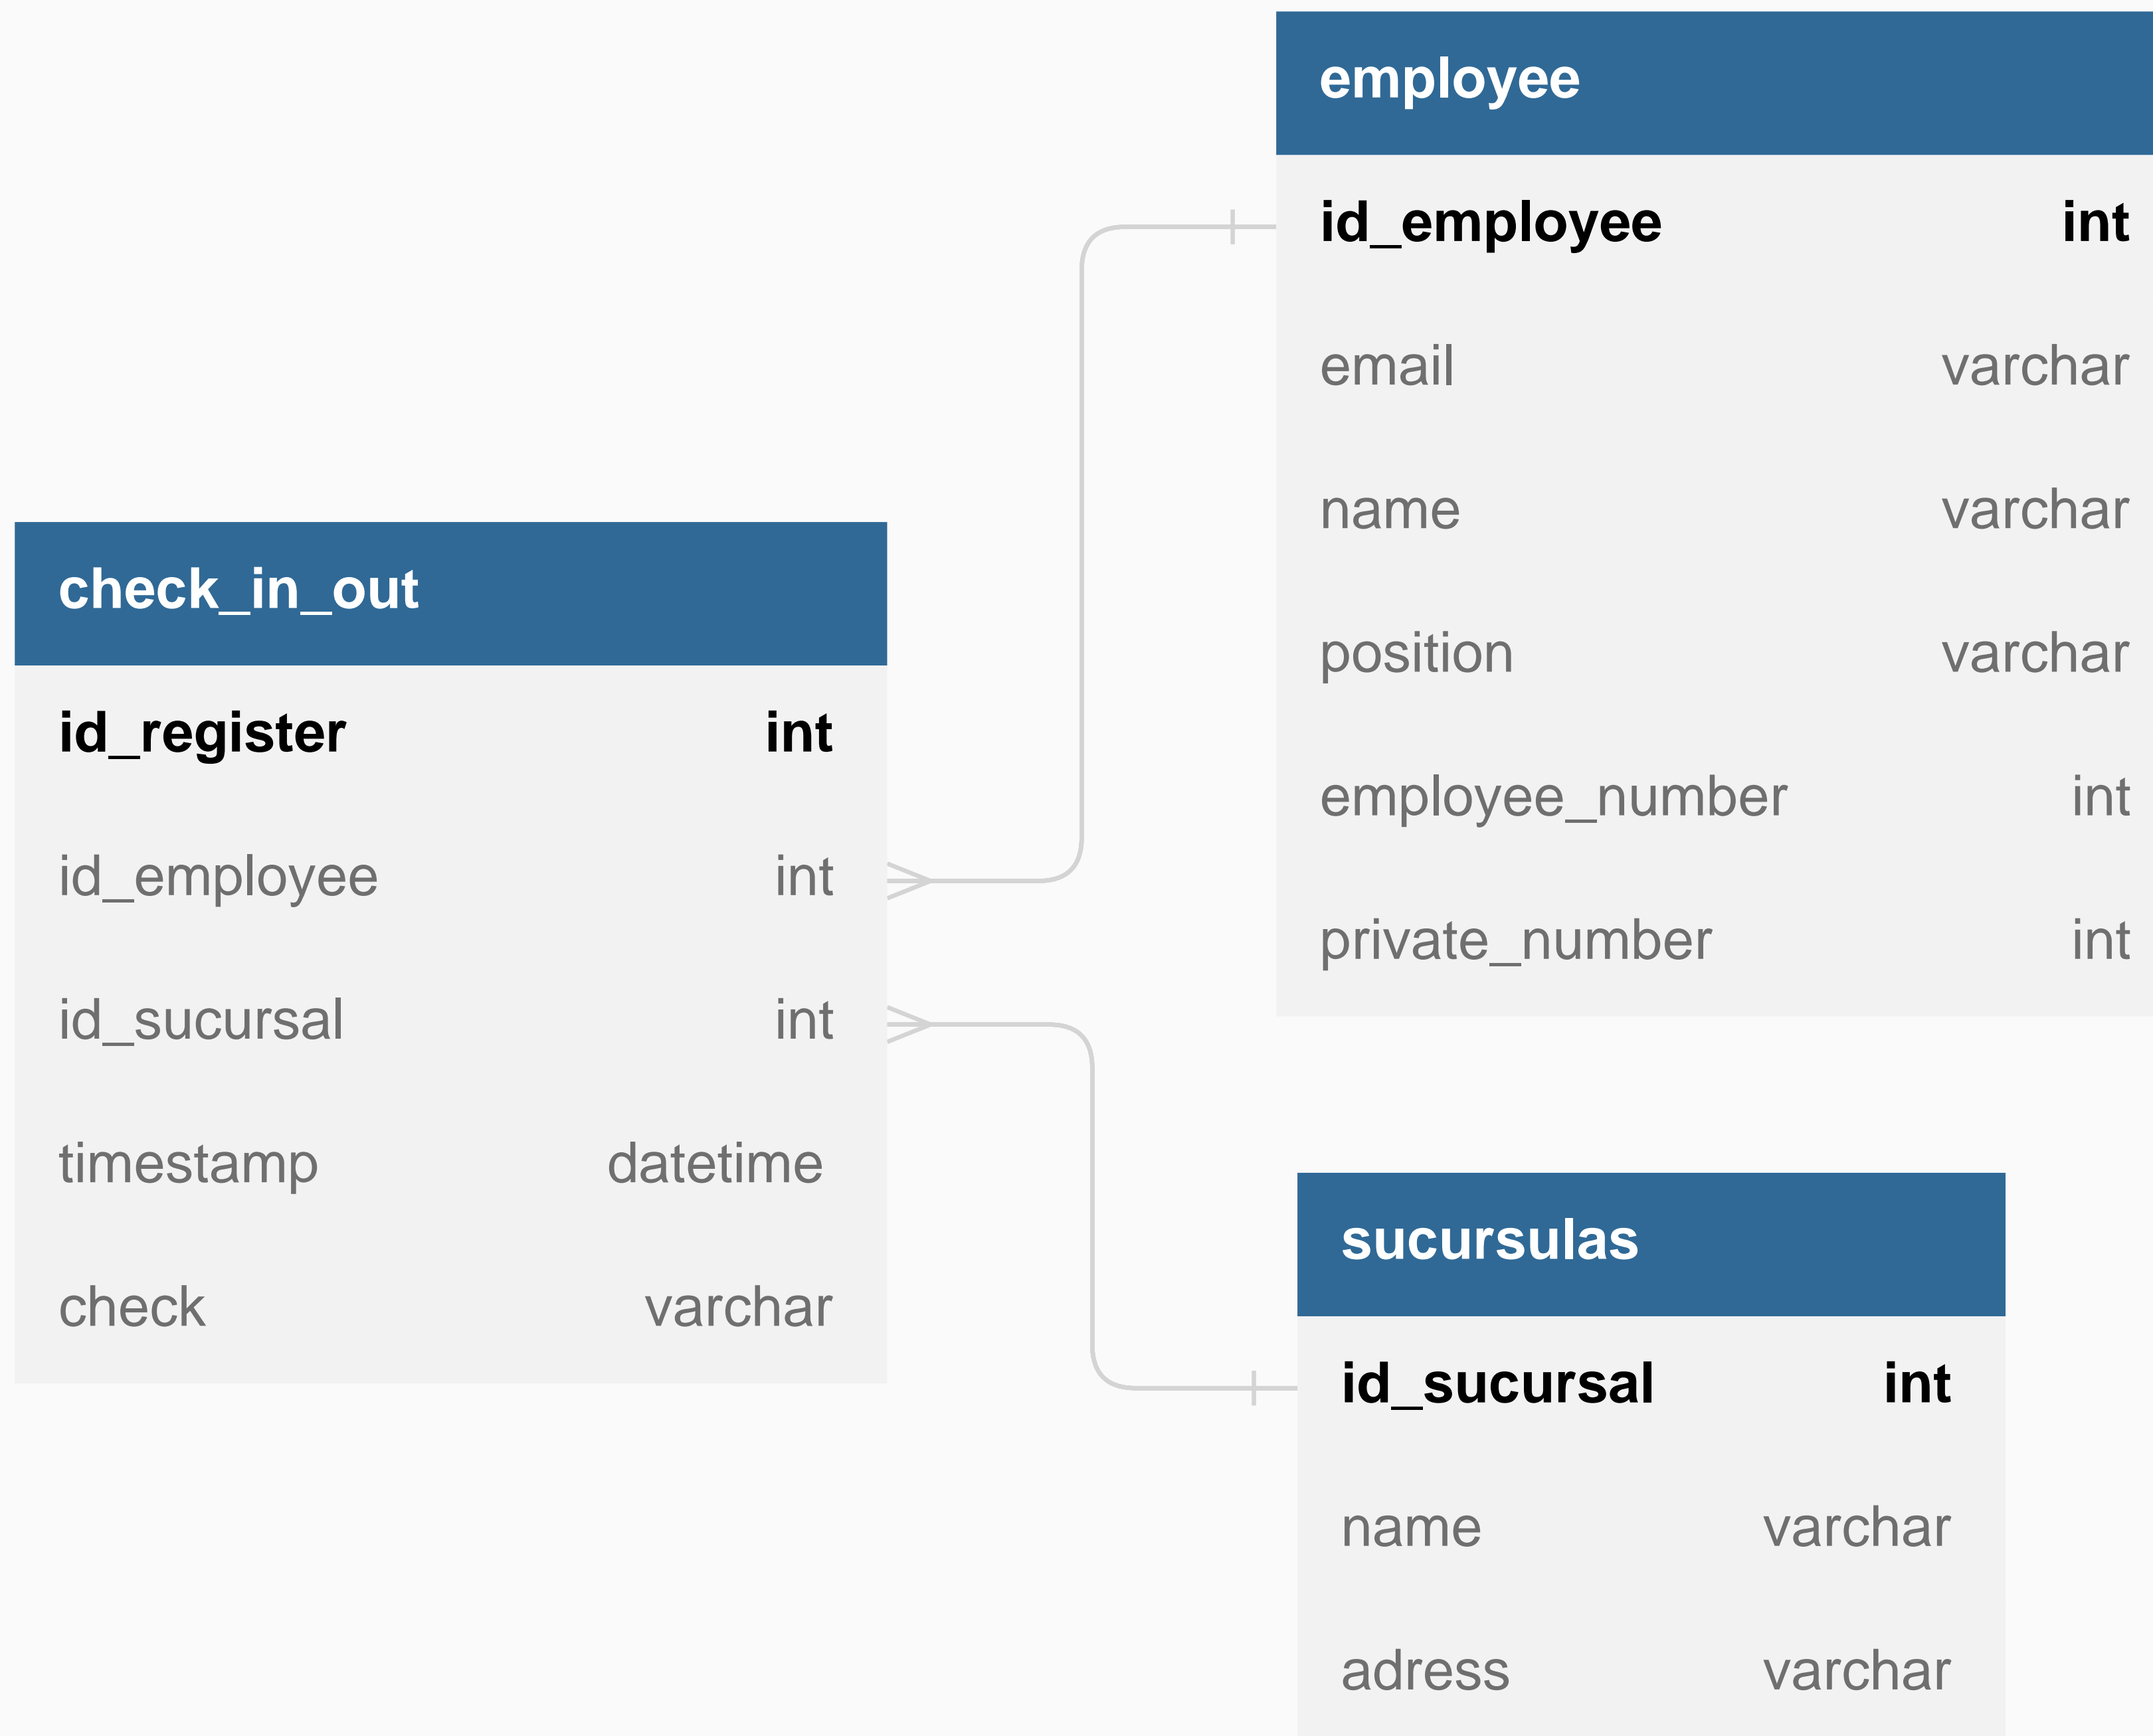 employee
id_employee int
email varchar
name varchar
position varchar
employee_number int
private_number int
check_in_out
id_register int
id_employee int
id_sucursal int
timestamp datetime
check varchar
sucursulas
id_sucursal int
name varchar
adress varchar